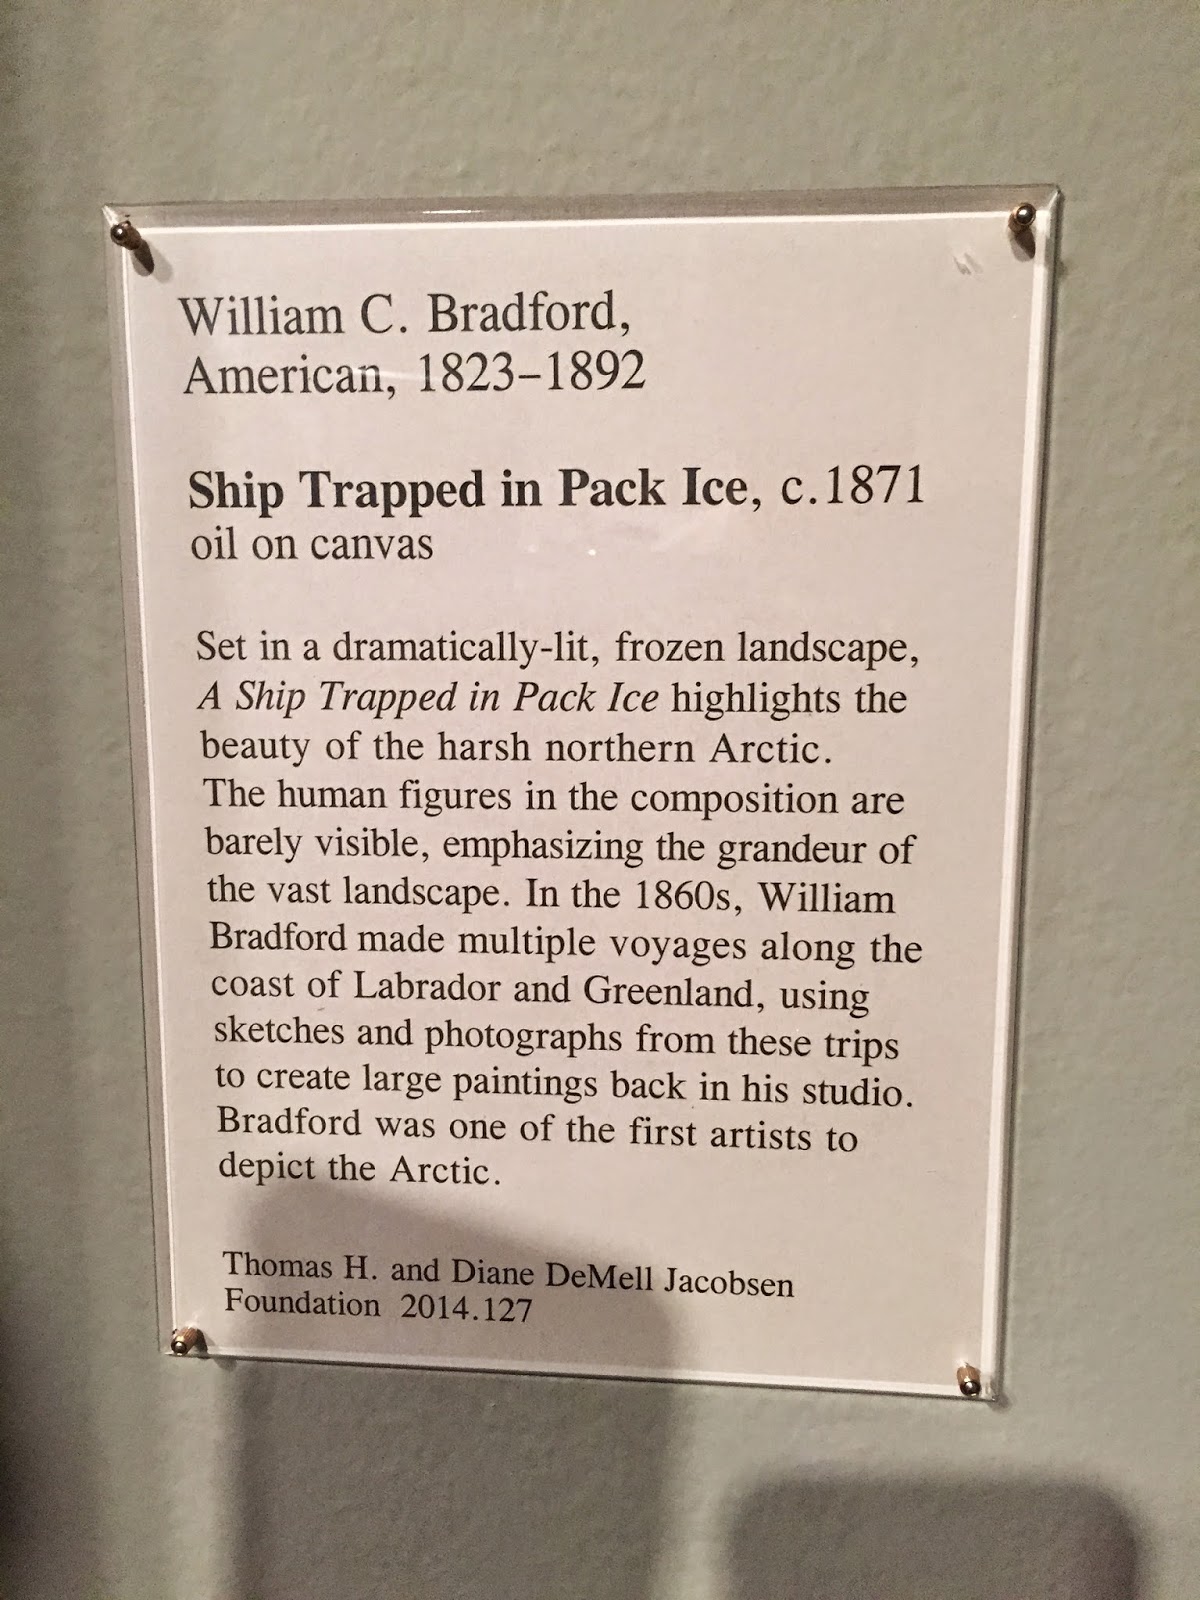 William C. Bradford,
American, 1823–1892
Ship Trapped in Pack Ice, c.1871
oil on canvas
Set in a dramatically-lit, frozen landscape,
A Ship Trapped in Pack Ice highlights the
beauty of the harsh northern Arctic.
The human figures in the composition are
barely visible, emphasizing the grandeur of
the vast landscape. In the 1860s, William
Bradford made multiple voyages along the
coast of Labrador and Greenland, using
sketches and photographs from these trips
to create large paintings back in his studio.
Bradford was one of the first artists to
depict the Arctic.
Thomas H. and Diane DeMell Jacobsen
Foundation 2014.127